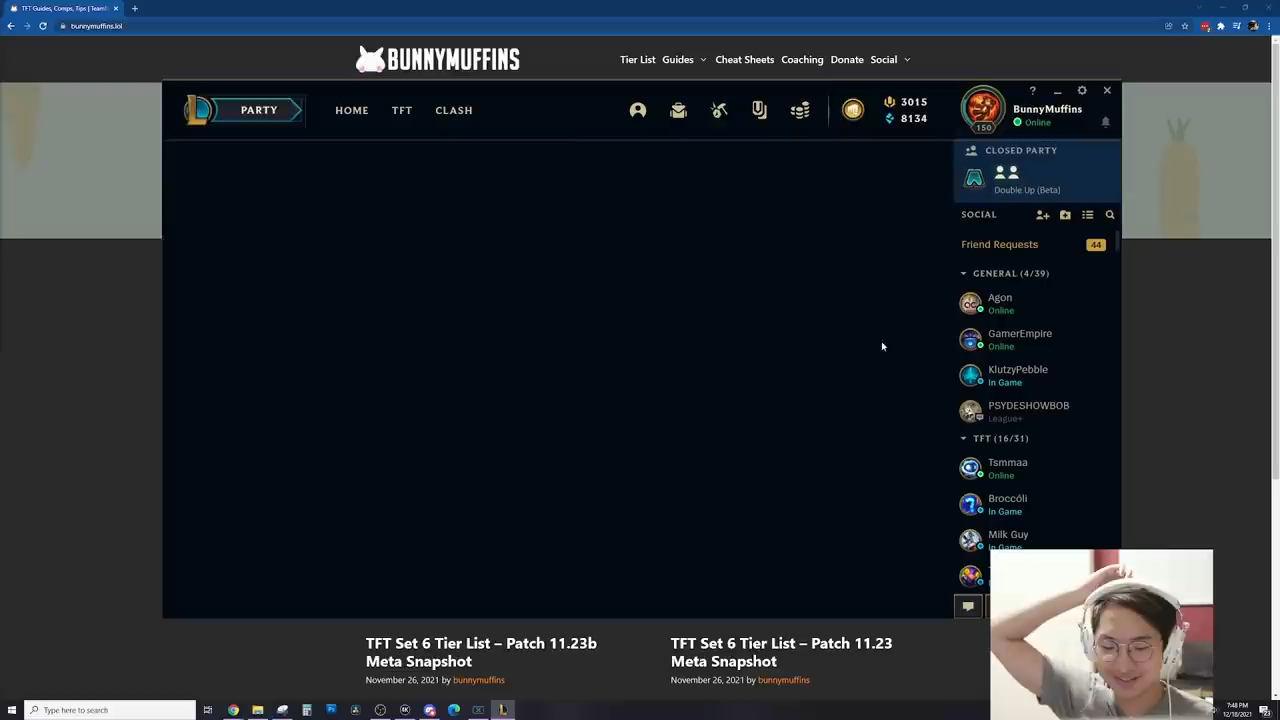 TFT Guides, Comps, Tips | Team
bunnymuffins.lol
BUNNYMUFFINS
Tier List Guides Cheat Sheets Coaching Donate Social
PARTY
HOME TFT CLASH
3015
8134
150
BunnyMuffins
Online
CLOSED PARTY
Double Up (Beta)
SOCIAL
Friend Requests 44
GENERAL (4/39)
Agon
Online
GamerEmpire
Online
KlutzyPebble
In Game
PSYDESHOWBOB
League+
TFT (16/31)
Tsmmaa
Online
Broccóli
In Game
Milk Guy
In Game
TFT Set 6 Tier List – Patch 11.23b
Meta Snapshot
November 26, 2021 by bunnymuffins
TFT Set 6 Tier List – Patch 11.23
Meta Snapshot
November 26, 2021 by bunnymuffins
Type here to search
7:48 PM
12/18/2021